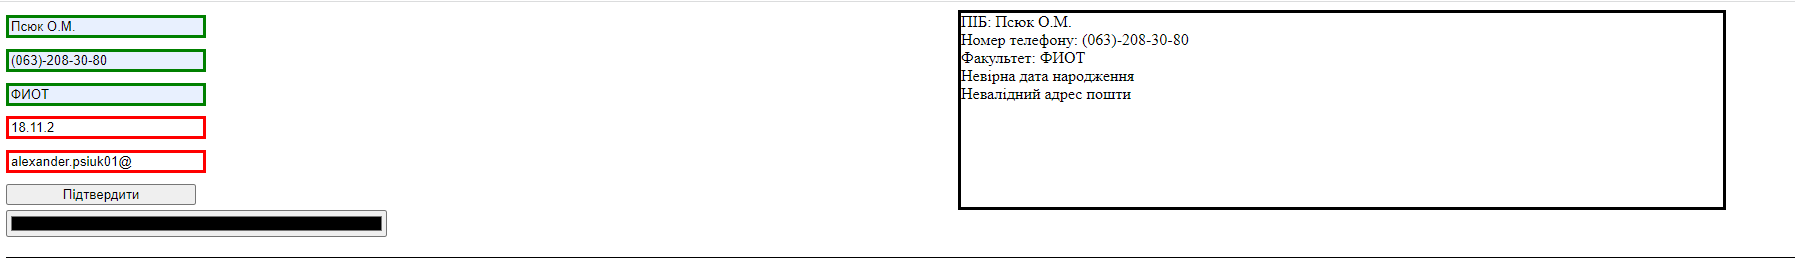 Псюк О.М.
(063)-208-30-80
ФИОТ
18.11.2
alexander.psiuk01@
Підтвердити
ПІБ: Псюк О.М.
Номер телефону: (063)-208-30-80
Факультет: ФИОТ
Невірна дата народження
Невалідний адрес пошти